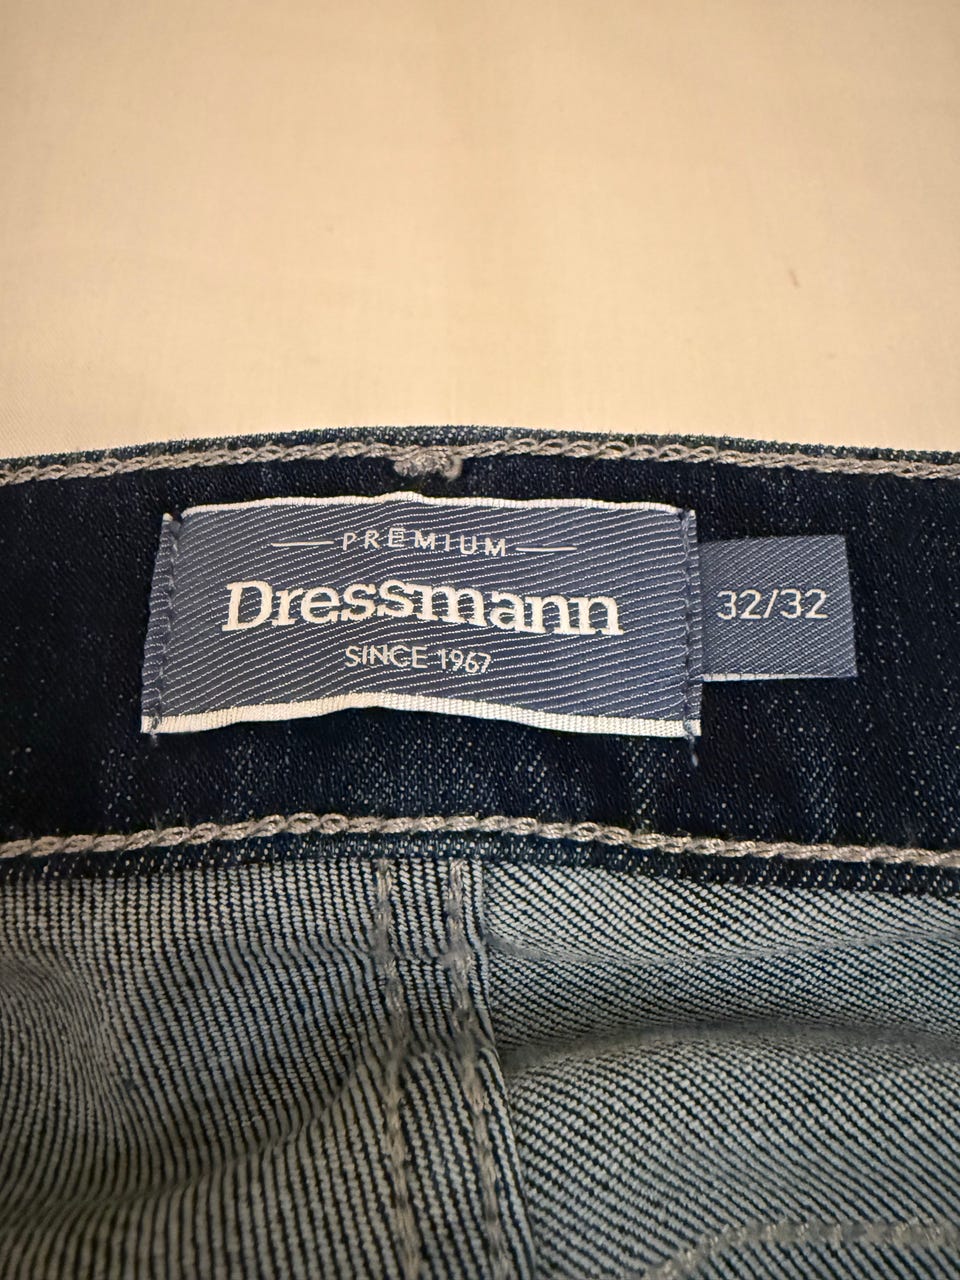 PREMIUM
Dressmann
SINCE 1967
32/32